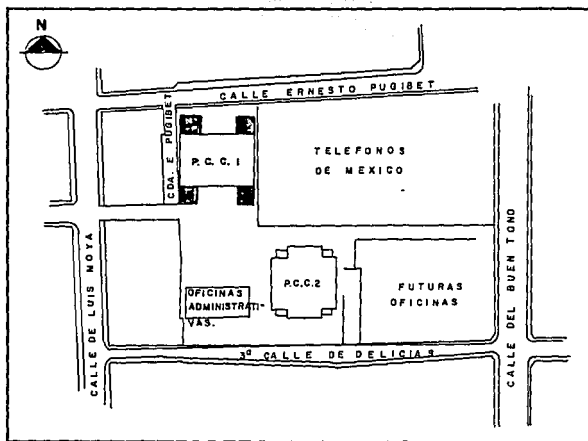 N
CALLE ERNESTO PUGIBET
CDA. E PUGIBET
P.C.C. 1
TELEFONOS
DE MEXICO
CALLE DE LUIS MOYA
P.C.C.2
OFICINAS
ADMINISTRATI-
VAS.
FUTURAS
OFICINAS
CALLE DEL BUEN TONO
3ª CALLE DE DELICIAS